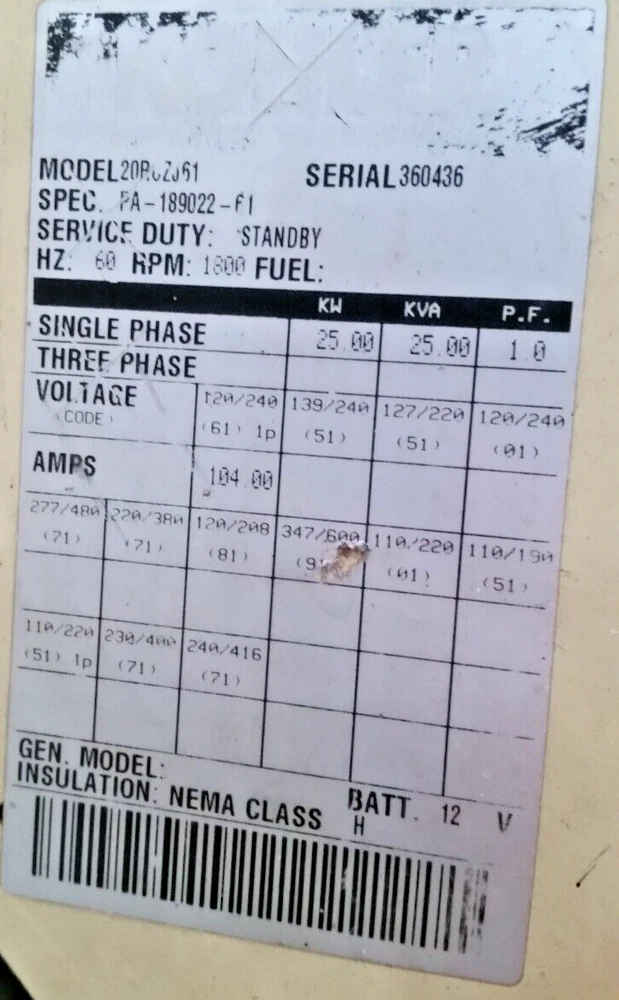 MODEL SERIAL 360436
SPEC. PA-189022-F1
SERVICE DUTY: STANDBY
HZ: 60 RPM: 1800 FUEL:
KW KVA P.F.
SINGLE PHASE 25.00 25.00 1.0
THREE PHASE
VOLTAGE 120/240 139/240 127/220 120/240
(CODE) (61) 1p (51) (51) (01)
AMPS 104.00
277/480 220/380 120/208 347/600 110/220 110/190
(71) (71) (81) (01) (51)
110/220 230/400 240/416
(51) 1p (71) (71)
GEN. MODEL:
INSULATION: NEMA CLASS H BATT. 12 V